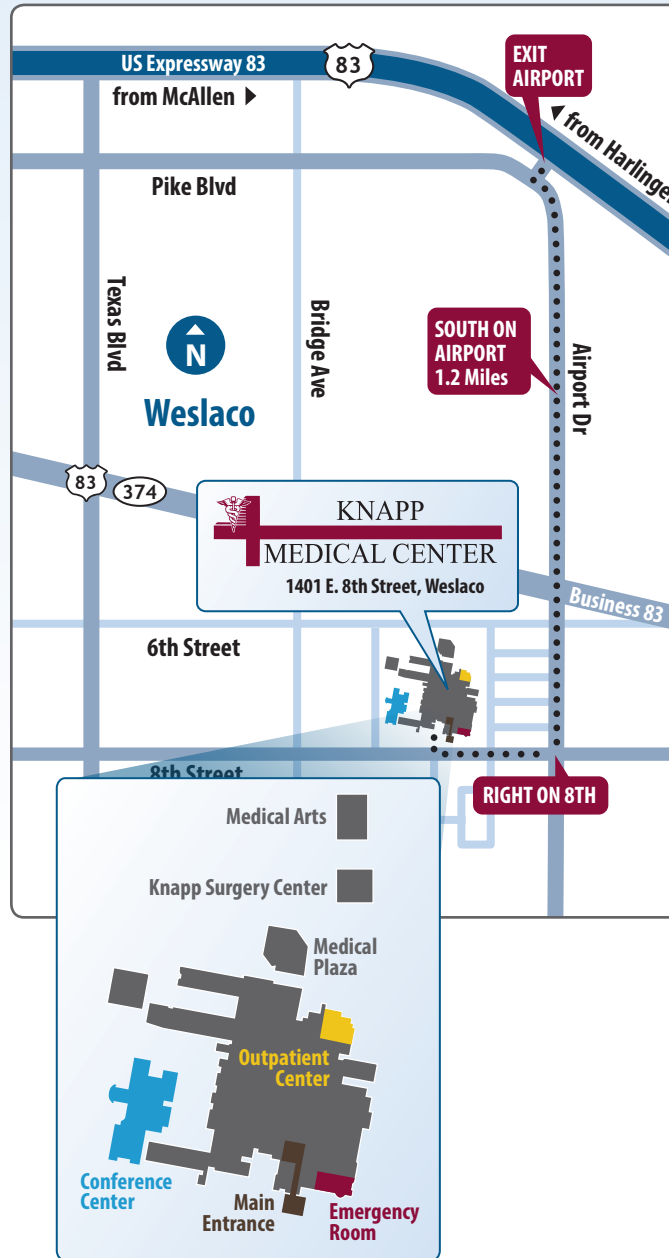 US Expressway 83
83
EXIT
AIRPORT
from McAllen
from Harlingen
Pike Blvd
Texas Blvd
Bridge Ave
N
Weslaco
SOUTH ON
AIRPORT
1.2 Miles
Airport Dr
83
374
KNAPP
MEDICAL CENTER
1401 E. 8th Street, Weslaco
Business 83
6th Street
8th Street
RIGHT ON 8TH
Medical Arts
Knapp Surgery Center
Medical
Plaza
Outpatient
Center
Conference
Center
Main
Entrance
Emergency
Room